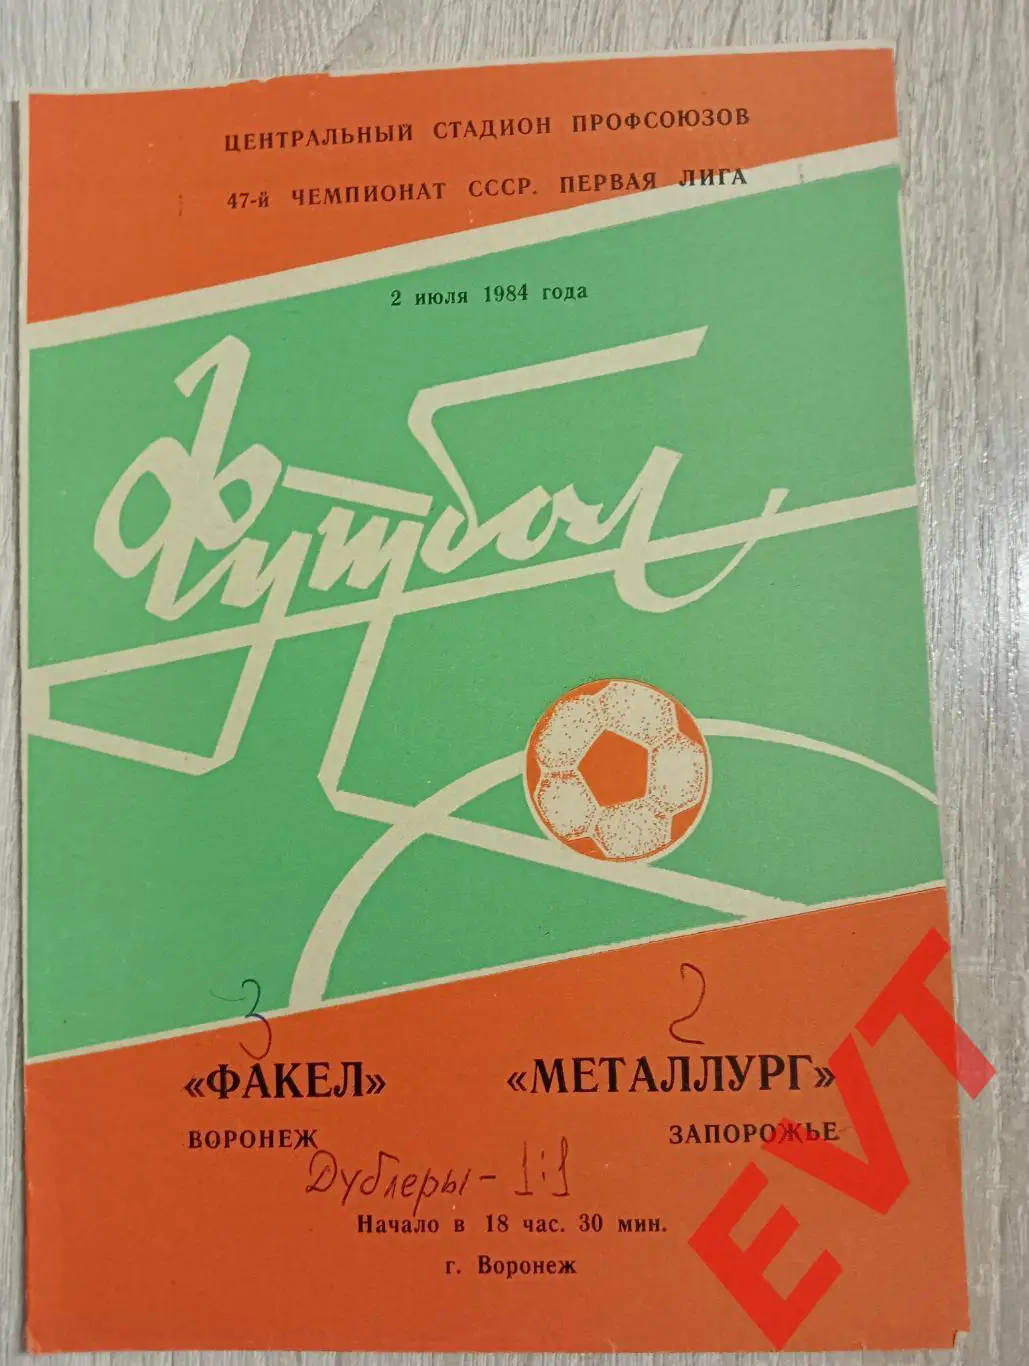 ЦЕНТРАЛЬНЫЙ СТАДИОН ПРОФСОЮЗОВ
47-й ЧЕМПИОНАТ СССР. ПЕРВАЯ ЛИГА
2 июля 1984 года
Футбол
3 2
«ФАКЕЛ» «МЕТАЛЛУРГ»
ВОРОНЕЖ ЗАПОРОЖЬЕ
Дублеры - 1:1
Начало в 18 час. 30 мин.
г. Воронеж
EVT